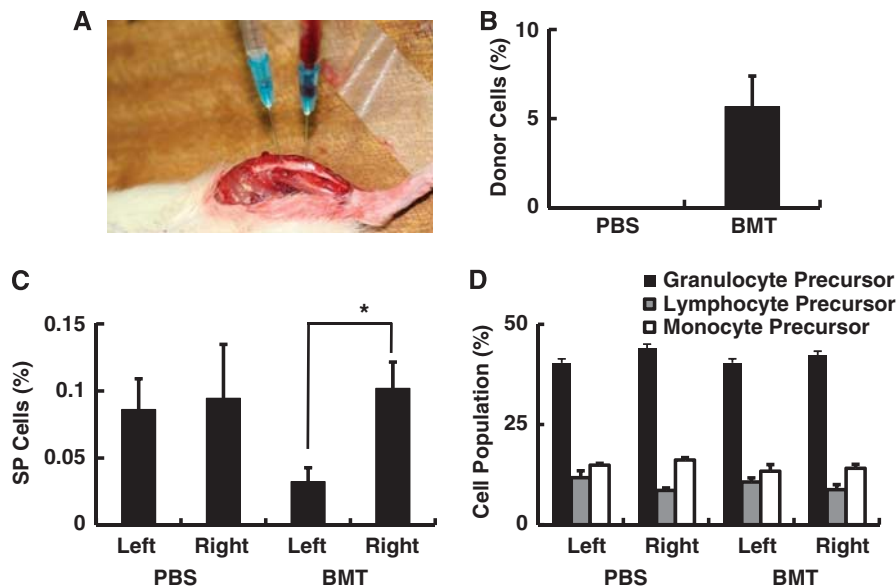 A
B
Donor Cells (%)
10
5
0
PBS BMT
C
SP Cells (%)
0.15
0.1
0.05
0
*
Left Right Left Right
PBS BMT
D
Granulocyte Precursor
Lymphocyte Precursor
Monocyte Precursor
Cell Population (%)
50
25
0
Left Right Left Right
PBS BMT